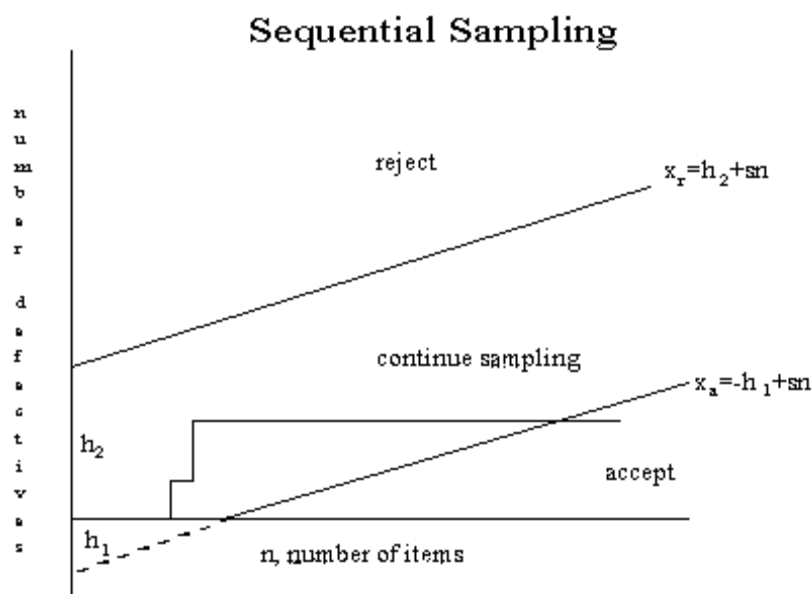 Sequential Sampling
number defectives
reject
x_r=h_2+sn
continue sampling
x_a=-h_1+sn
h_2
accept
h_1
n, number of items